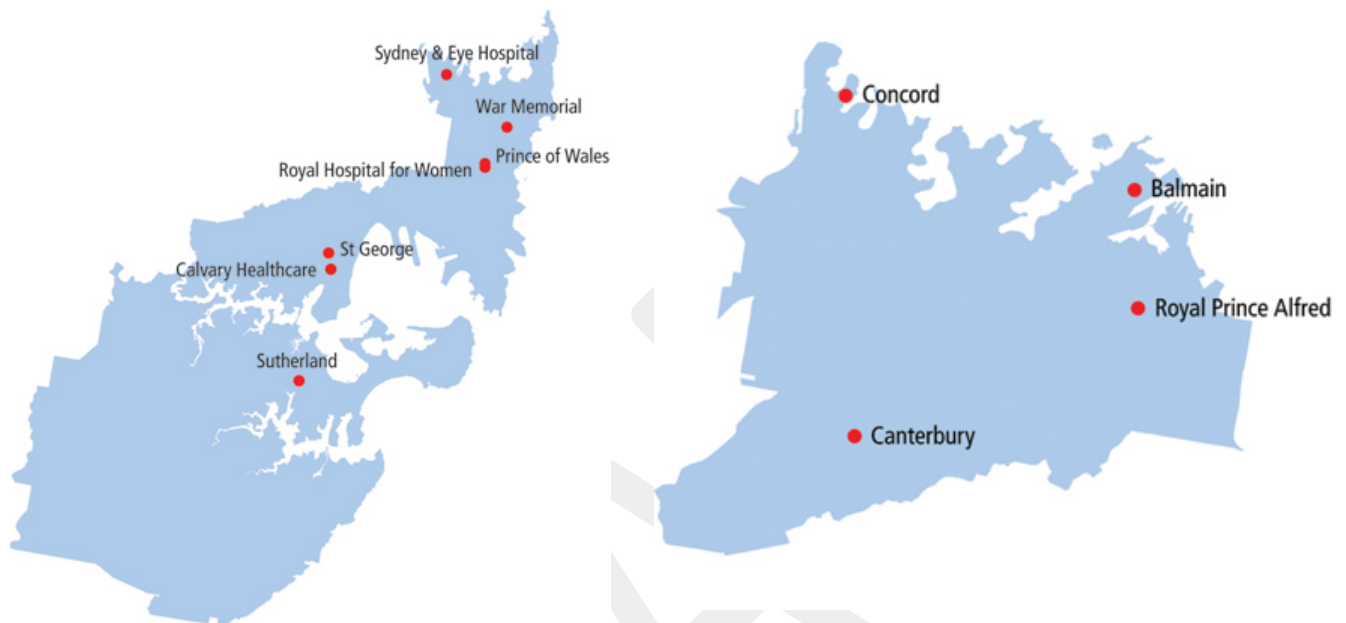 Sydney & Eye Hospital
War Memorial
Prince of Wales
Royal Hospital for Women
St George
Calvary Healthcare
Sutherland
Concord
Balmain
Royal Prince Alfred
Canterbury